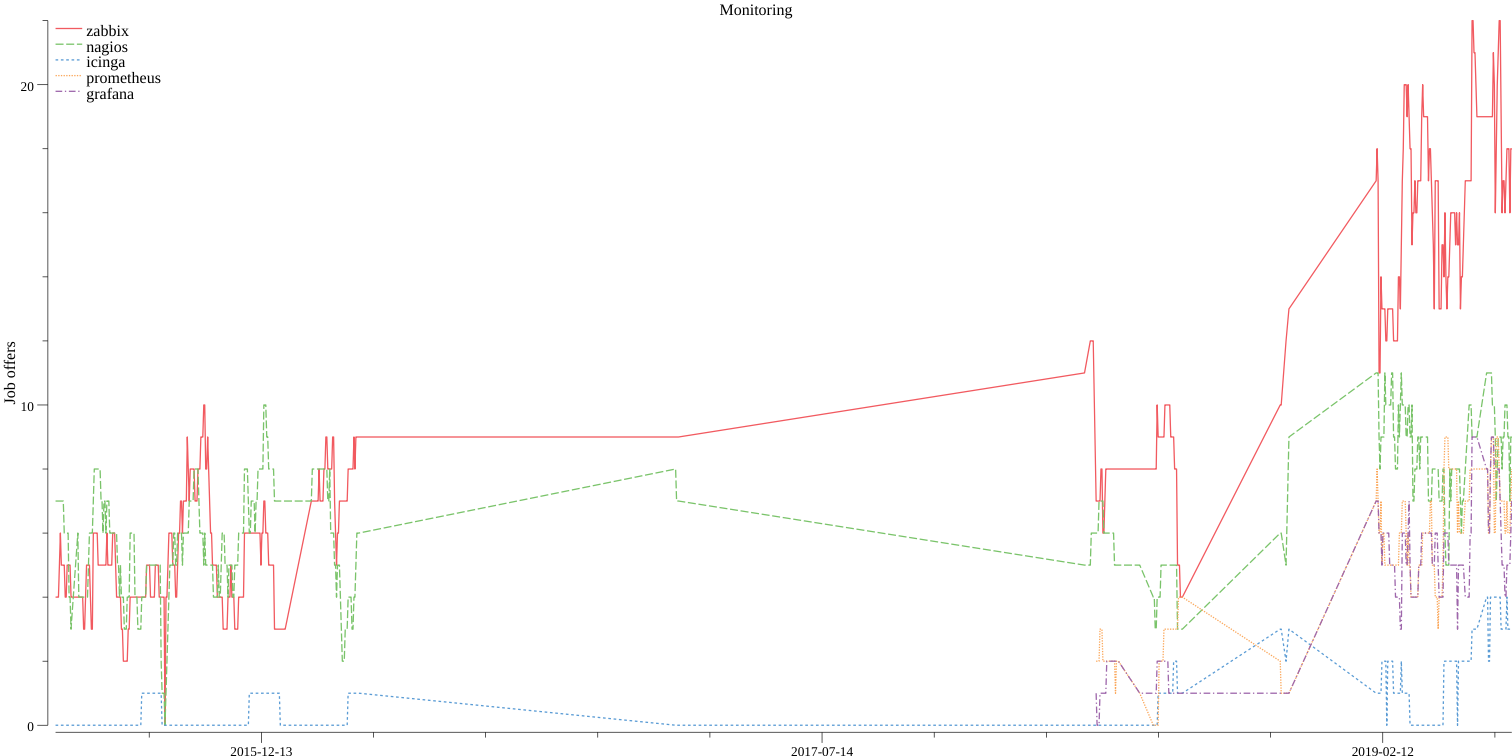 Monitoring
zabbix
nagios
icinga
prometheus
grafana
20
Job offers
10
0
2015-12-13
2017-07-14
2019-02-12